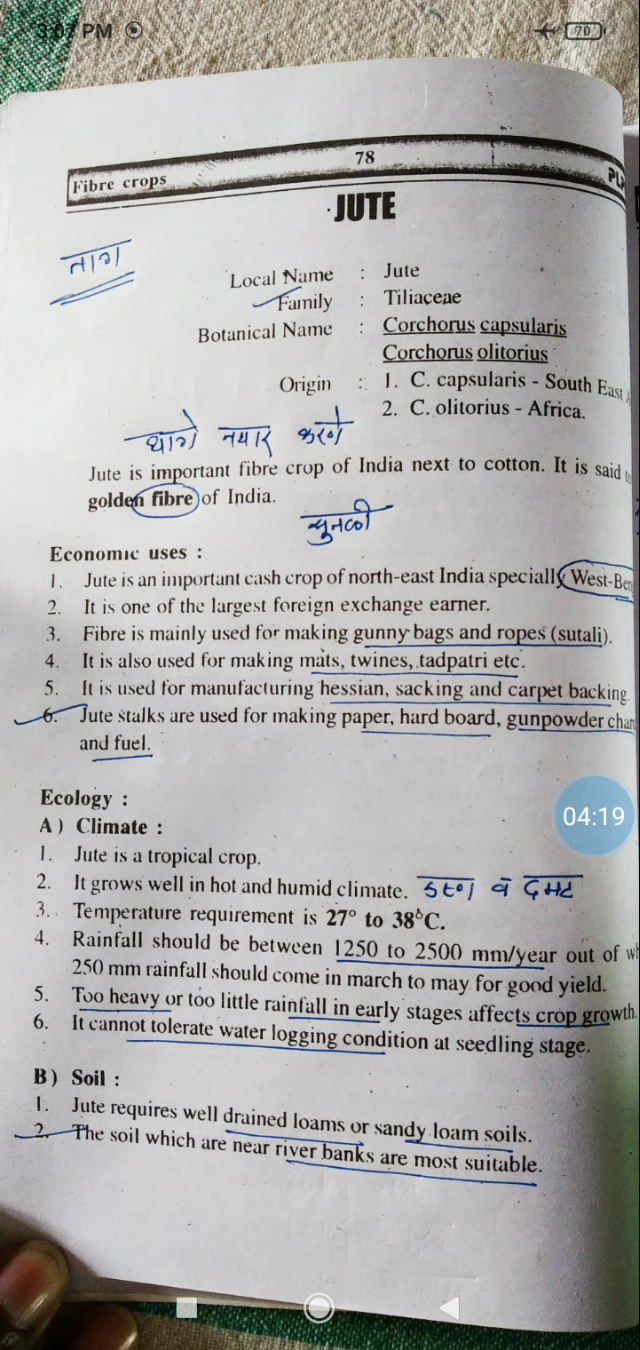 3:07 PM
70
78
Fibre crops
JUTE
ताग
Local Name : Jute
Family : Tiliaceae
Botanical Name : Corchorus capsularis
Corchorus olitorius
Origin : 1. C. capsularis - South East
2. C. olitorius - Africa.
धागे तयार करणे
Jute is important fibre crop of India next to cotton. It is said
golden fibre of India.
सुतळी
Economic uses :
1. Jute is an important cash crop of north-east India specially West-Ben
2. It is one of the largest foreign exchange earner.
3. Fibre is mainly used for making gunny bags and ropes (sutali).
4. It is also used for making mats, twines, tadpatri etc.
5. It is used for manufacturing hessian, sacking and carpet backing.
6. Jute stalks are used for making paper, hard board, gunpowder char
and fuel.
04:19
Ecology :
A) Climate :
1. Jute is a tropical crop.
2. It grows well in hot and humid climate. उष्ण व दमट
3. Temperature requirement is 27° to 38°C.
4. Rainfall should be between 1250 to 2500 mm/year out of wh
250 mm rainfall should come in march to may for good yield.
5. Too heavy or too little rainfall in early stages affects crop growth.
6. It cannot tolerate water logging condition at seedling stage.
B) Soil :
1. Jute requires well drained loams or sandy loam soils.
2. The soil which are near river banks are most suitable.